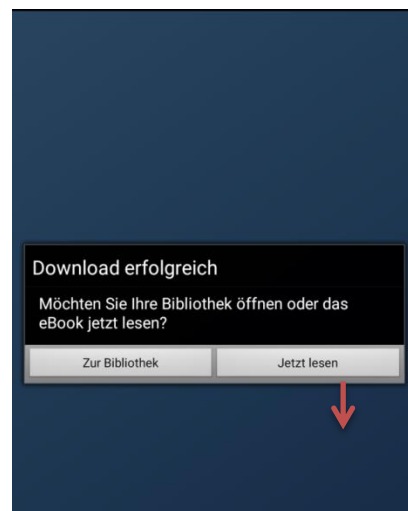 Download erfolgreich
Möchten Sie Ihre Bibliothek öffnen oder das
eBook jetzt lesen?
Zur Bibliothek
Jetzt lesen